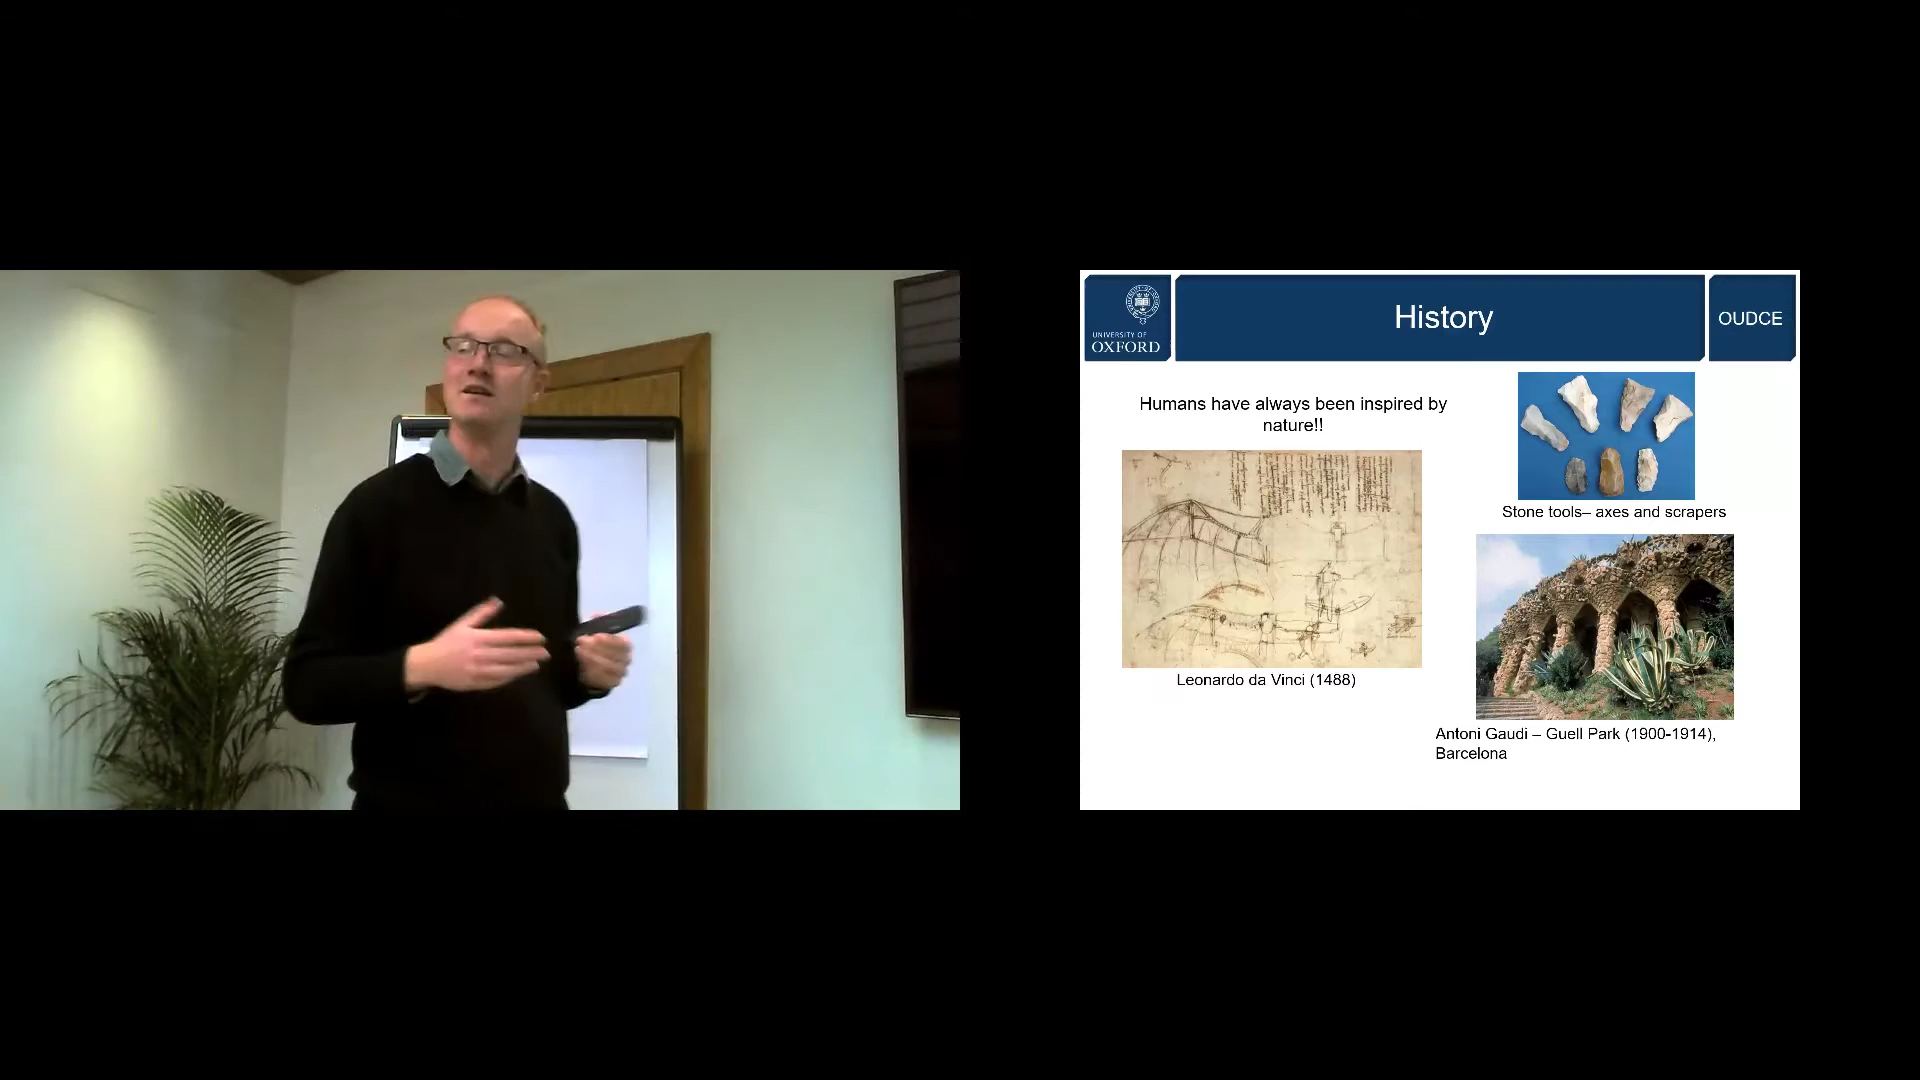 UNIVERSITY OF
OXFORD
History
OUDCE
Humans have always been inspired by
nature!!
Stone tools– axes and scrapers
Leonardo da Vinci (1488)
Antoni Gaudi – Guell Park (1900-1914),
Barcelona